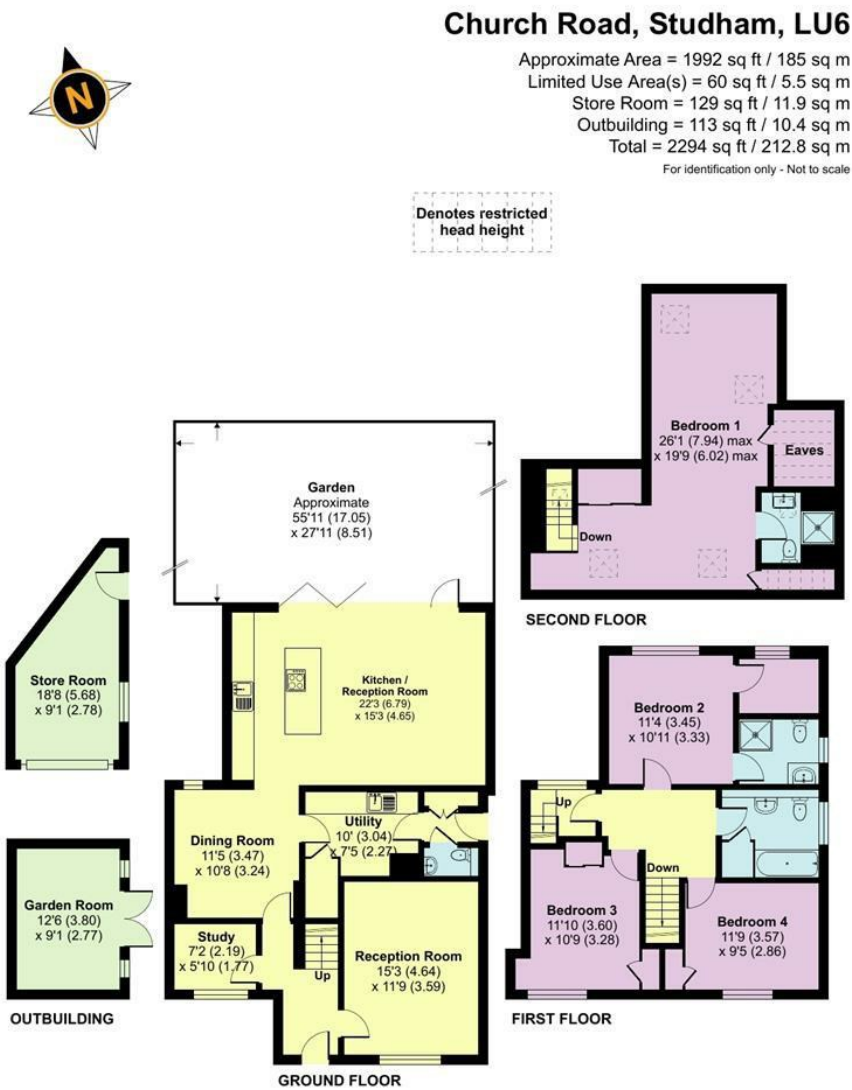 Church Road, Studham, LU6
Approximate Area = 1992 sq ft / 185 sq m
Limited Use Area(s) = 60 sq ft / 5.5 sq m
Store Room = 129 sq ft / 11.9 sq m
Outbuilding = 113 sq ft / 10.4 sq m
Total = 2294 sq ft / 212.8 sq m
For identification only - Not to scale
N
Denotes restricted
head height
Bedroom 1
26'1 (7.94) max
x 19'9 (6.02) max
Eaves
Down
SECOND FLOOR
Garden
Approximate
55'11 (17.05)
x 27'11 (8.51)
Store Room
18'8 (5.68)
x 9'1 (2.78)
Kitchen /
Reception Room
22'3 (6.79)
x 15'3 (4.65)
Utility
10' (3.04)
x 7'5 (2.27)
Dining Room
11'5 (3.47)
x 10'8 (3.24)
Study
7'2 (2.19)
x 5'10 (1.77)
Up
Reception Room
15'3 (4.64)
x 11'9 (3.59)
GROUND FLOOR
Garden Room
12'6 (3.80)
x 9'1 (2.77)
OUTBUILDING
Bedroom 2
11'4 (3.45)
x 10'11 (3.33)
Up
Down
Bedroom 3
11'10 (3.60)
x 10'9 (3.28)
Bedroom 4
11'9 (3.57)
x 9'5 (2.86)
FIRST FLOOR